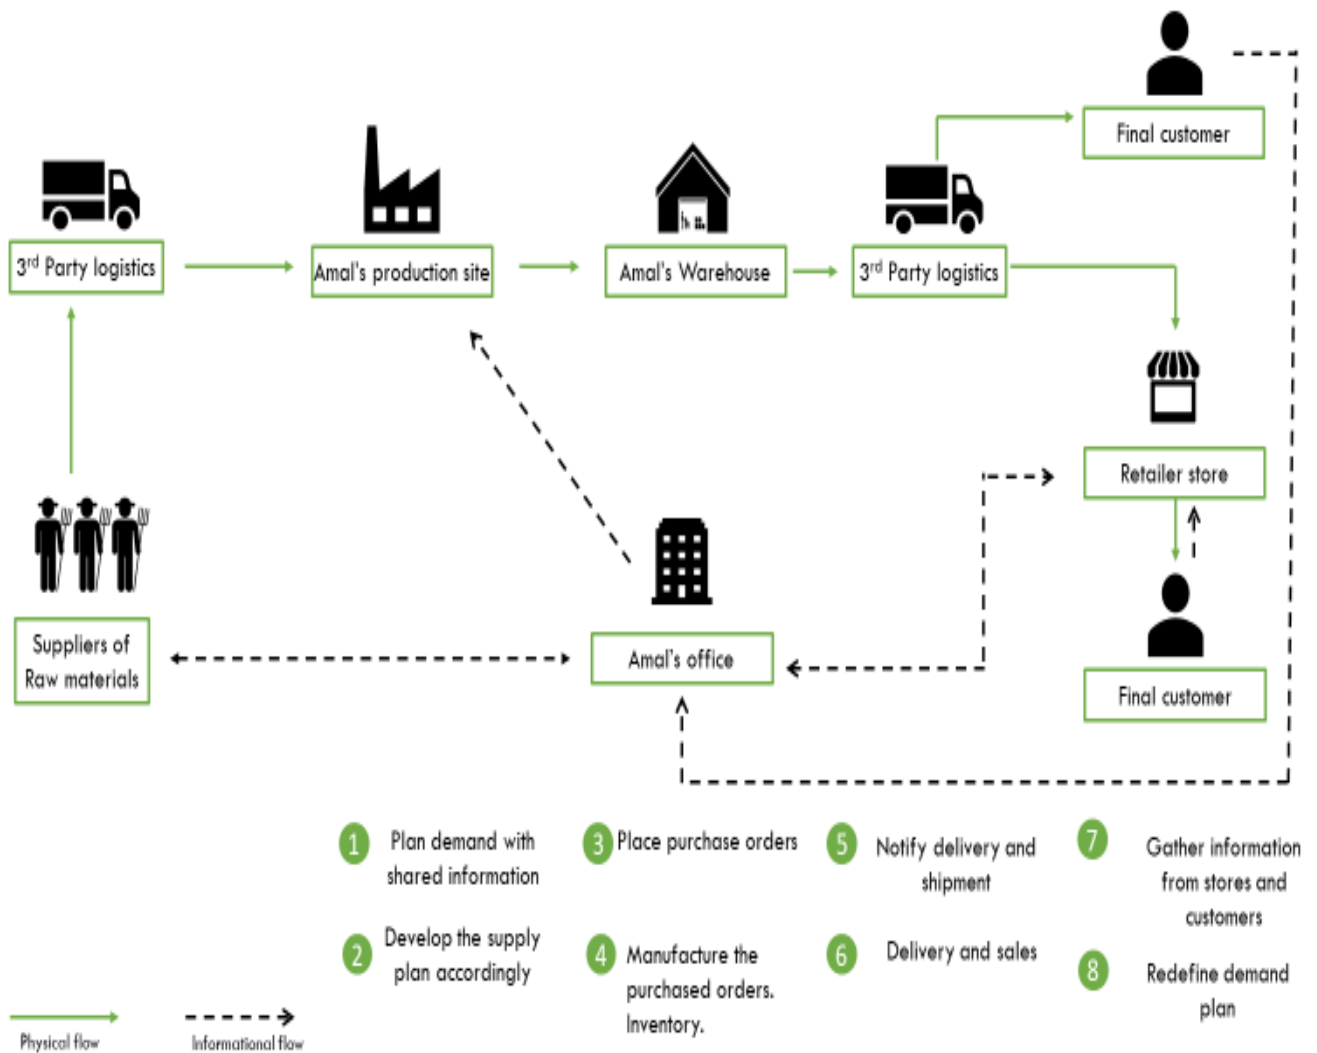 Final customer
3rd Party logistics
Amal's production site
Amal's Warehouse
3rd Party logistics
Retailer store
Suppliers of
Raw materials
Amal's office
Final customer
1
Plan demand with
shared information
2
Develop the supply
plan accordingly
3
Place purchase orders
4
Manufacture the
purchased orders.
Inventory.
5
Notify delivery and
shipment
6
Delivery and sales
7
Gather information
from stores and
customers
8
Redefine demand
plan
Physical flow
Informational flow